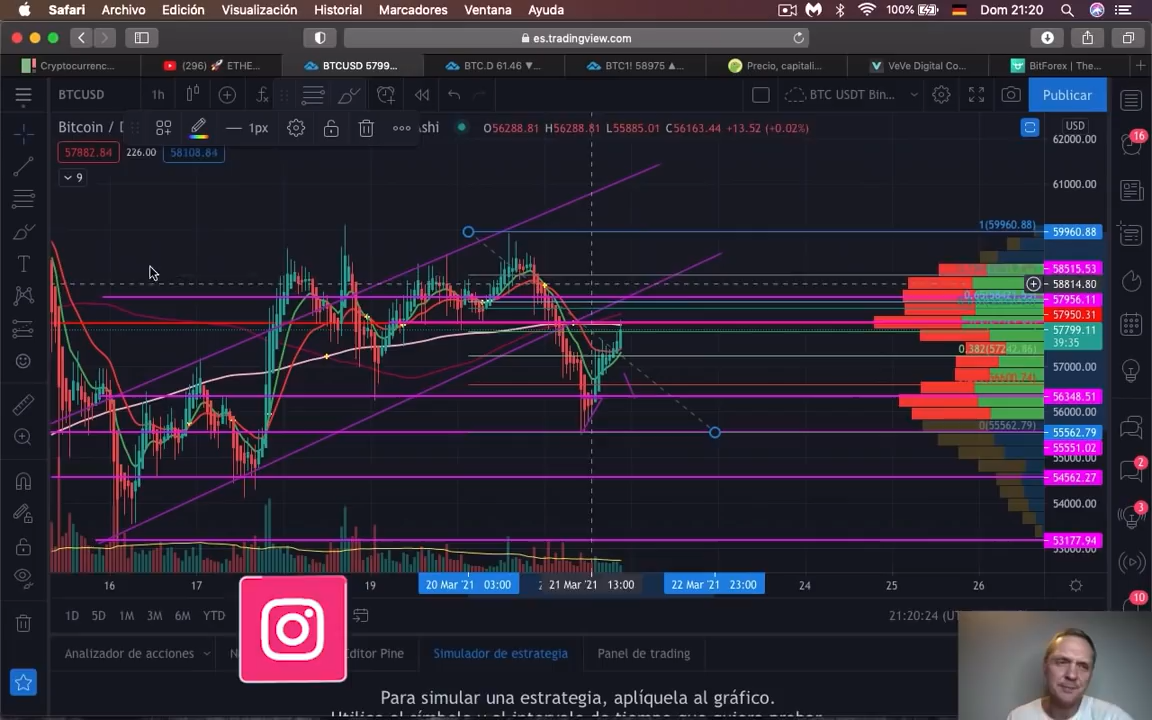 Safari Archivo Edición Visualización Historial Marcadores Ventana Ayuda 100% Dom 21:20
es.tradingview.com
Cryptocurrenc... (296) 🚀 ETHE... BTCUSD 5799... BTC.D 61.46 ▼... BTC1! 58975 ▲... Precio, capitali... VeVe Digital Co... BitForex | The...
BTCUSD 1h BTC USDT Bin... Publicar
Bitcoin / 1px O56288.81 H56288.81 L55885.01 C56163.44 +13.52 (+0.02%) USD
57882.84 226.00 58108.84
9
62000.00
61000.00
1(59960.88) 59960.88
58515.53
58814.80
57956.11
57950.31
57799.11
39:35
57000.00
56348.51
56000.00
0(55562.79) 55562.79
55551.02
55000.00
54562.27
54000.00
53177.94
16 17 19 20 Mar '21 03:00 21 Mar '21 13:00 22 Mar '21 23:00 24 25 26
1D 5D 1M 3M 6M YTD 21:20:24
Analizador de acciones Editor Pine Simulador de estrategia Panel de trading
Para simular una estrategia, aplíquela al gráfico.
16
2
3
10